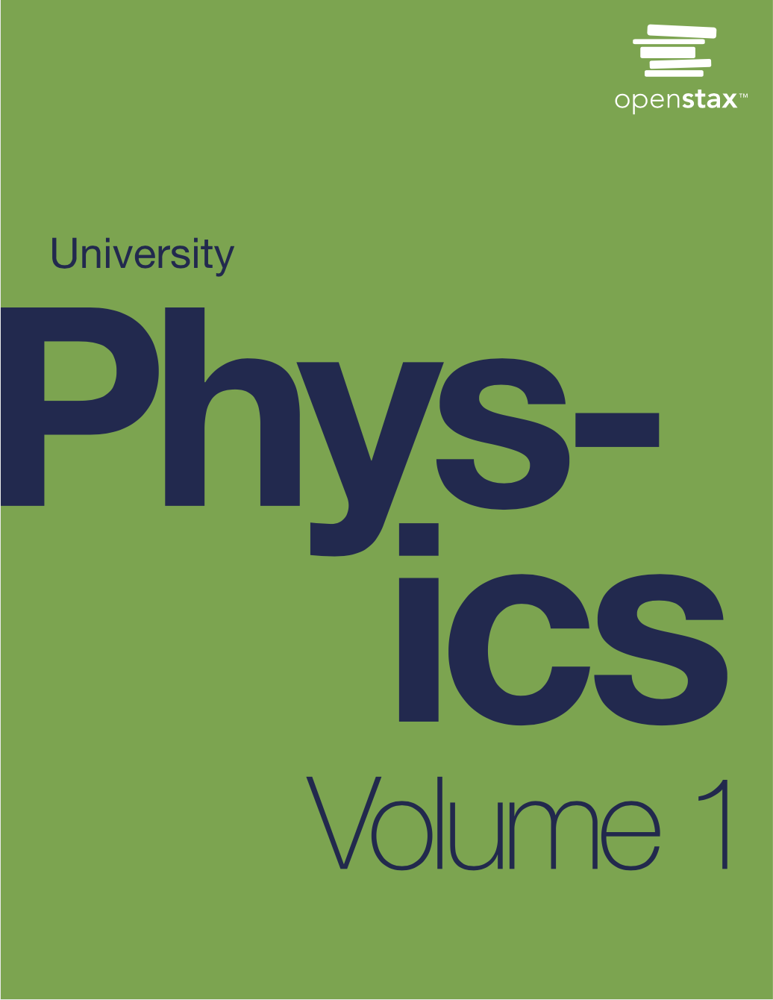 openstax™
University
Phys-
ics
Volume 1